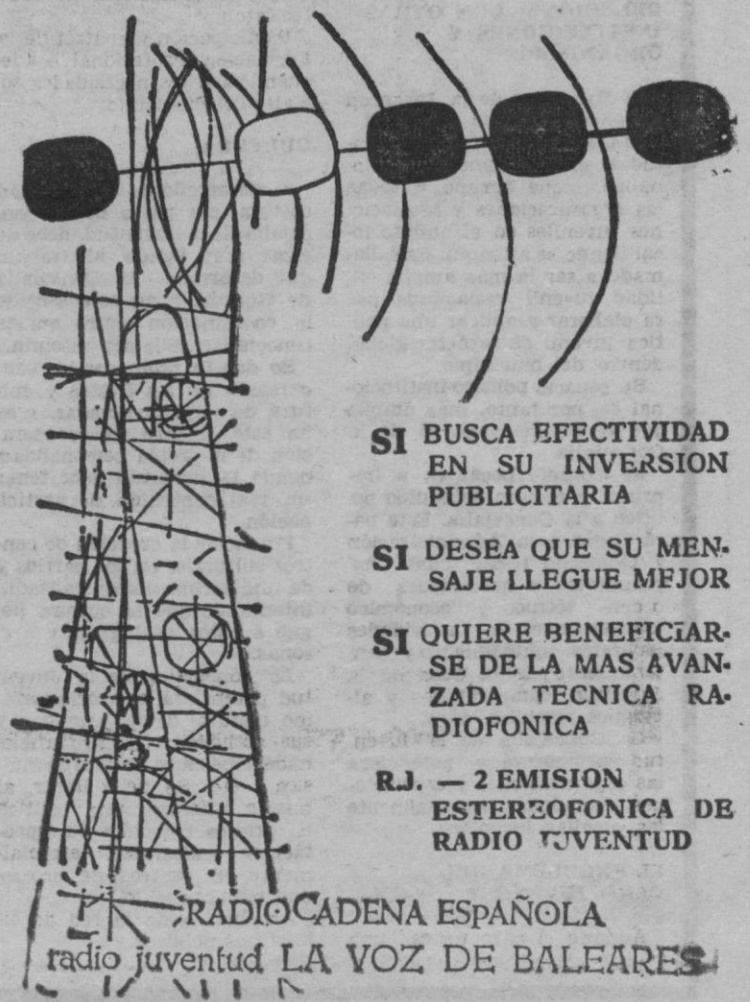 SI BUSCA EFECTIVIDAD
EN SU INVERSION
PUBLICITARIA
SI DESEA QUE SU MEN-
SAJE LLEGUE MEJOR
SI QUIERE BENEFICIAR-
SE DE LA MAS AVAN-
ZADA TECNICA RA-
DIOFONICA
R.J. — 2 EMISION
ESTEREOFONICA DE
RADIO JUVENTUD
RADIOCADENA ESPAÑOLA
radio juventud LA VOZ DE BALEARES